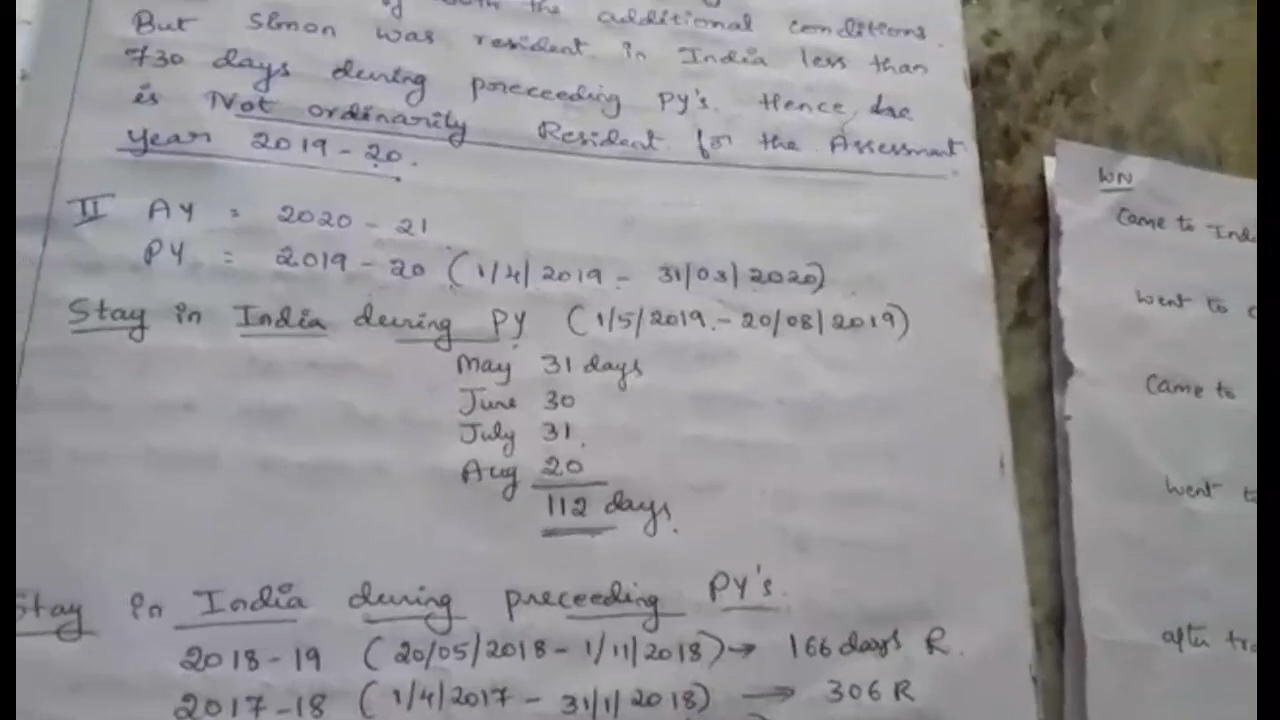 the additional conditions.
But Simon was resident in India less than
730 days during preceeding PY's. Hence, he
is Not ordinarity Resident for the Assessment
Year 2019-20.
II AY = 2020-21
PY = 2019-20 (1/4/2019 - 31/03/2020)
Stay in India during PY (1/5/2019 - 20/08/2019)
May 31 days
June 30
July 31
Aug 20
112 days
Stay in India during preceeding PY's.
2018-19 (20/05/2018 - 1/11/2018) → 166 days R.
2017-18 (1/4/2017 - 31/1/2018) → 306 R
WN
Came to
went to
Came to
went
after